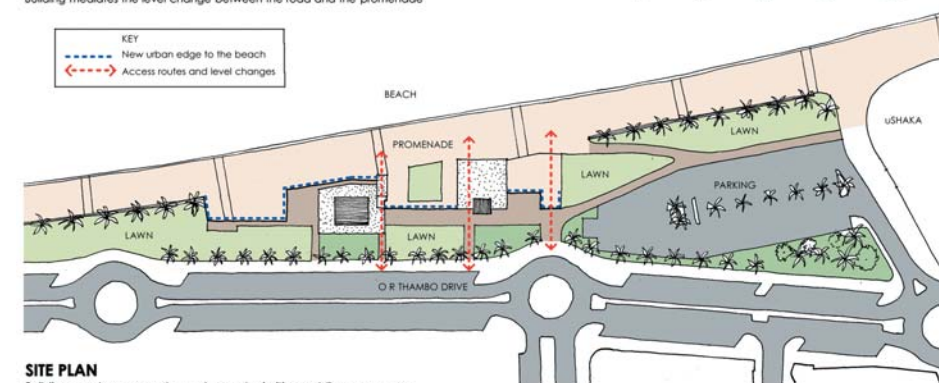 Building mediates the level change between the road and the promenade
KEY
New urban edge to the beach
Access routes and level changes
BEACH
PROMENADE
uSHAKA
LAWN
LAWN
PARKING
LAWN
LAWN
O R THAMBO DRIVE
SITE PLAN